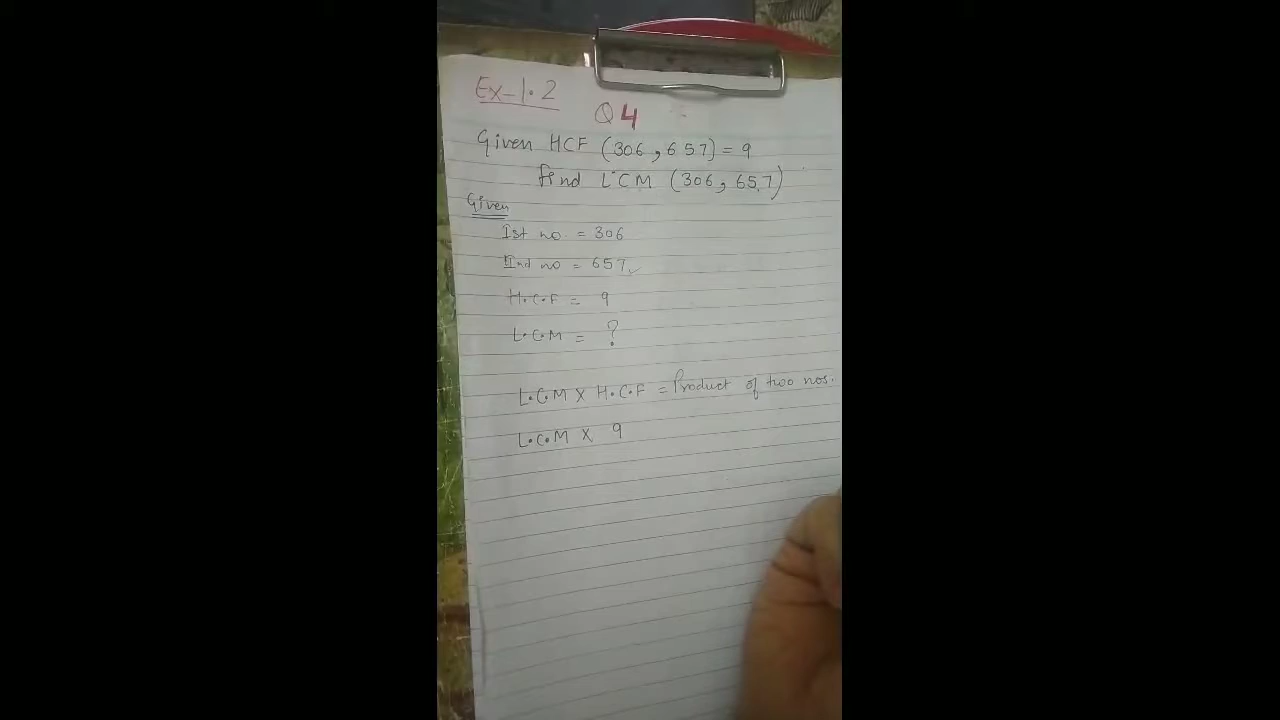 Ex-1.2
Q4
Given HCF (306, 657) = 9
find LCM (306, 657)
Given
Ist no. = 306
IInd no = 657
H.C.F = 9
L.C.M = ?
L.C.M X H.C.F = Product of two nos.
L.C.M X 9